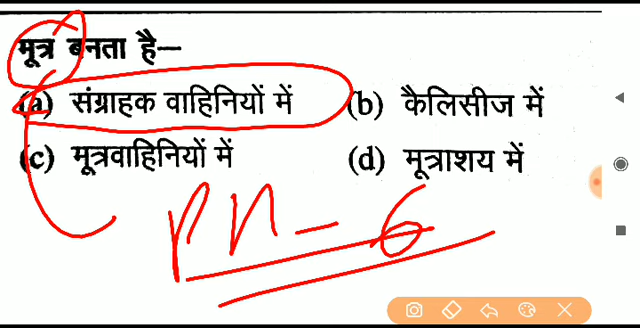 मूत्र बनता है—
(a) संग्राहक वाहिनियों में (b) कैलिसीज में
(c) मूत्रवाहिनियों में (d) मूत्राशय में
PN - 6